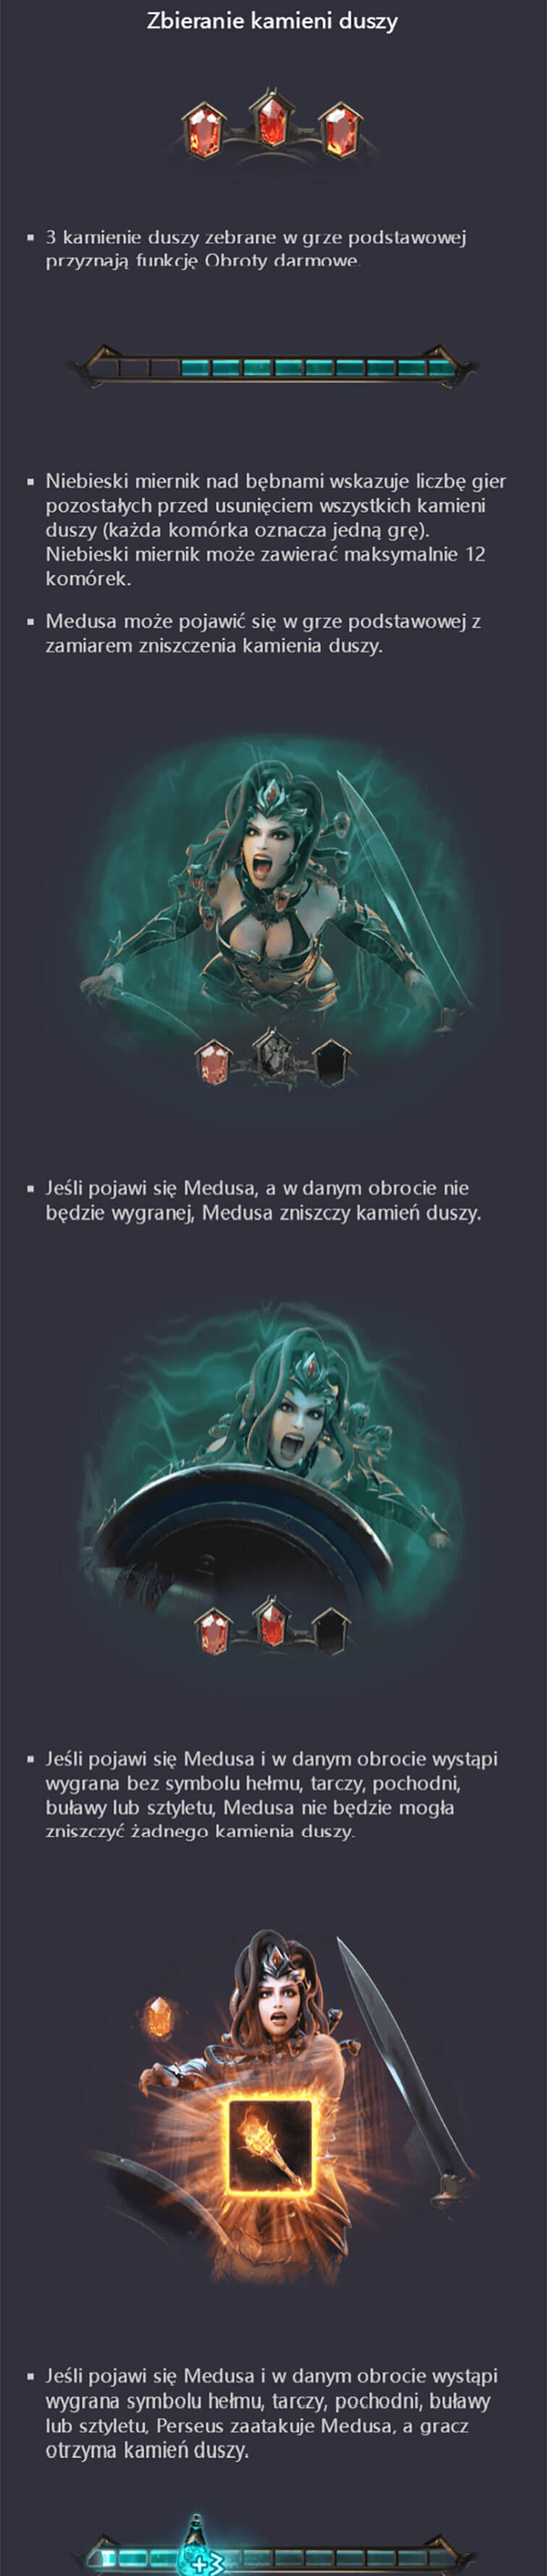 Zbieranie kamieni duszy
▪ 3 kamienie duszy zebrane w grze podstawowej
przyznają funkcję Obroty darmowe.
▪ Niebieski miernik nad bębnami wskazuje liczbę gier
pozostałych przed usunięciem wszystkich kamieni
duszy (każda komórka oznacza jedną grę).
Niebieski miernik może zawierać maksymalnie 12
komórek.
▪ Medusa może pojawić się w grze podstawowej z
zamiarem zniszczenia kamienia duszy.
▪ Jeśli pojawi się Medusa, a w danym obrocie nie
będzie wygranej, Medusa zniszczy kamień duszy.
▪ Jeśli pojawi się Medusa i w danym obrocie wystąpi
wygrana bez symbolu hełmu, tarczy, pochodni,
buławy lub sztyletu, Medusa nie będzie mogła
zniszczyć żadnego kamienia duszy.
▪ Jeśli pojawi się Medusa i w danym obrocie wystąpi
wygrana symbolu hełmu, tarczy, pochodni, buławy
lub sztyletu, Perseus zaatakuje Medusa, a gracz
otrzyma kamień duszy.
+3